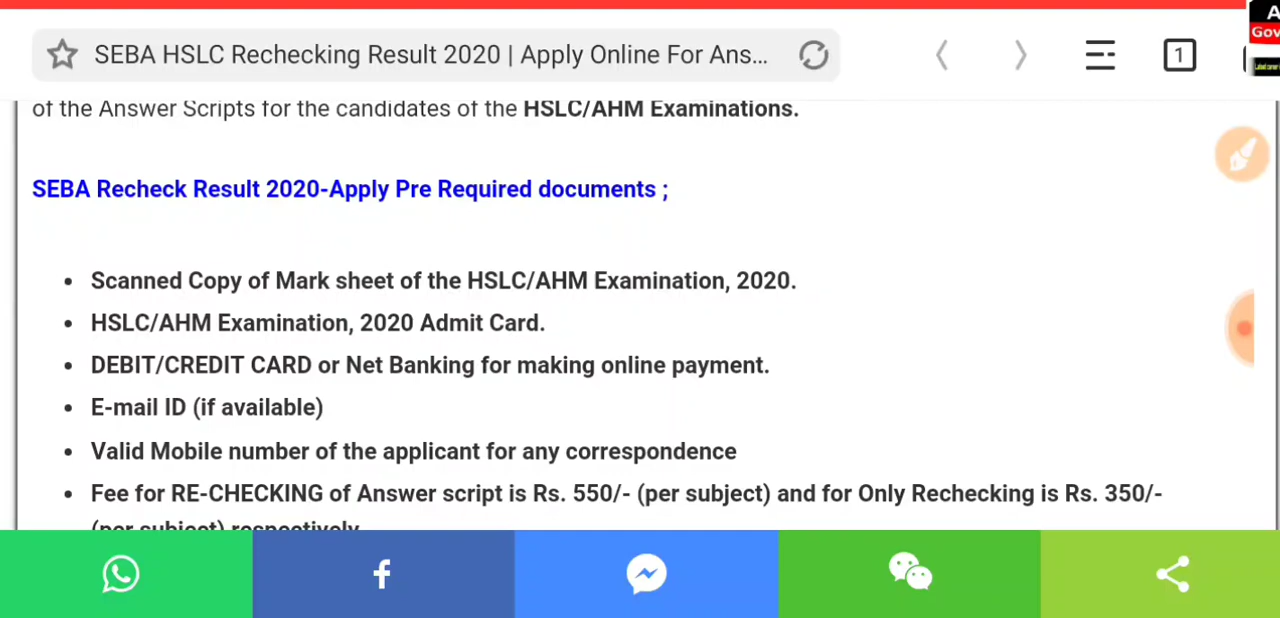 SEBA HSLC Rechecking Result 2020 | Apply Online For Ans...
1
A
Gov
of the Answer Scripts for the candidates of the HSLC/AHM Examinations.
SEBA Recheck Result 2020-Apply Pre Required documents ;
• Scanned Copy of Mark sheet of the HSLC/AHM Examination, 2020.
• HSLC/AHM Examination, 2020 Admit Card.
• DEBIT/CREDIT CARD or Net Banking for making online payment.
• E-mail ID (if available)
• Valid Mobile number of the applicant for any correspondence
• Fee for RE-CHECKING of Answer script is Rs. 550/- (per subject) and for Only Rechecking is Rs. 350/-
(per subject) respectively